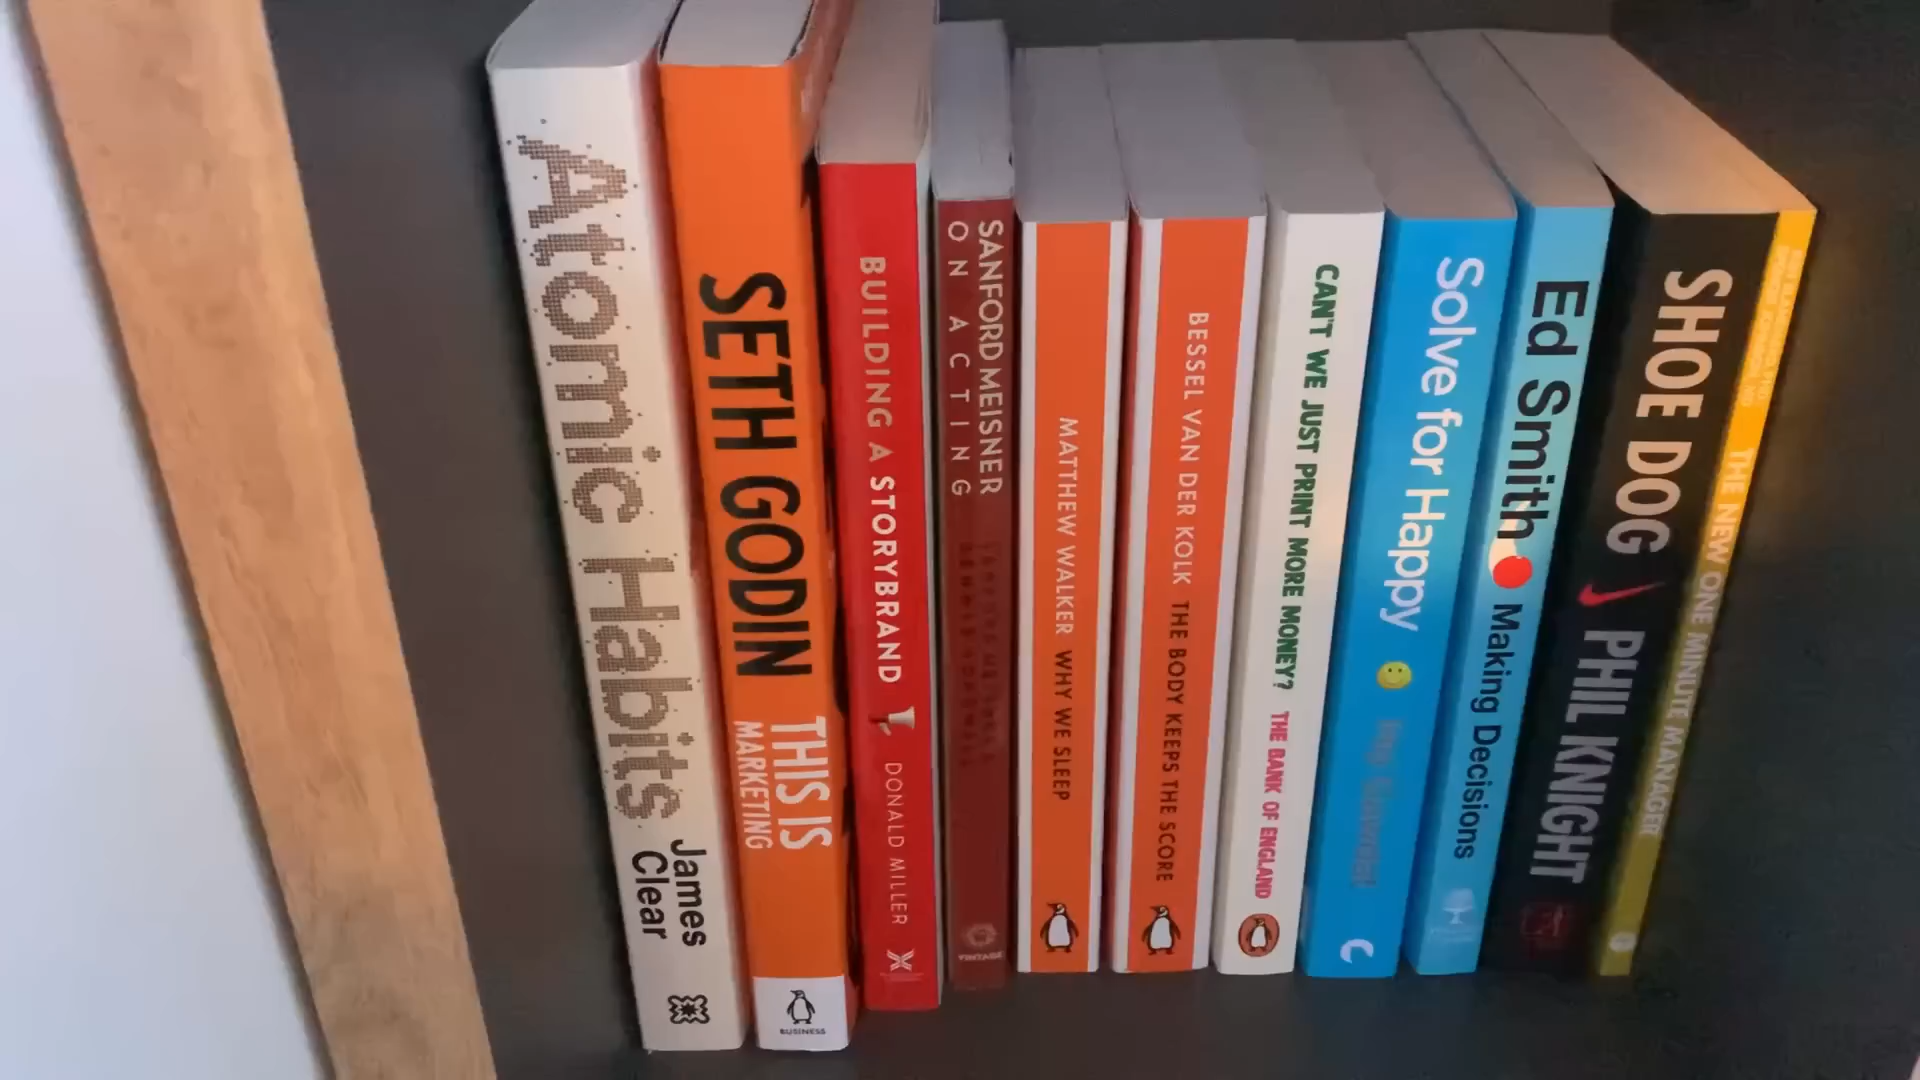 Atomic Habits
James
Clear
SETH GODIN
THIS IS
MARKETING
BUSINESS
BUILDING A STORYBRAND
DONALD MILLER
SANFORD MEISNER
ON ACTING
VINTAGE
MATTHEW WALKER WHY WE SLEEP
BESSEL VAN DER KOLK THE BODY KEEPS THE SCORE
CAN'T WE JUST PRINT MORE MONEY? THE BANK OF ENGLAND
Solve for Happy
Ed Smith Making Decisions
SHOE DOG PHIL KNIGHT
THE NEW ONE MINUTE MANAGER